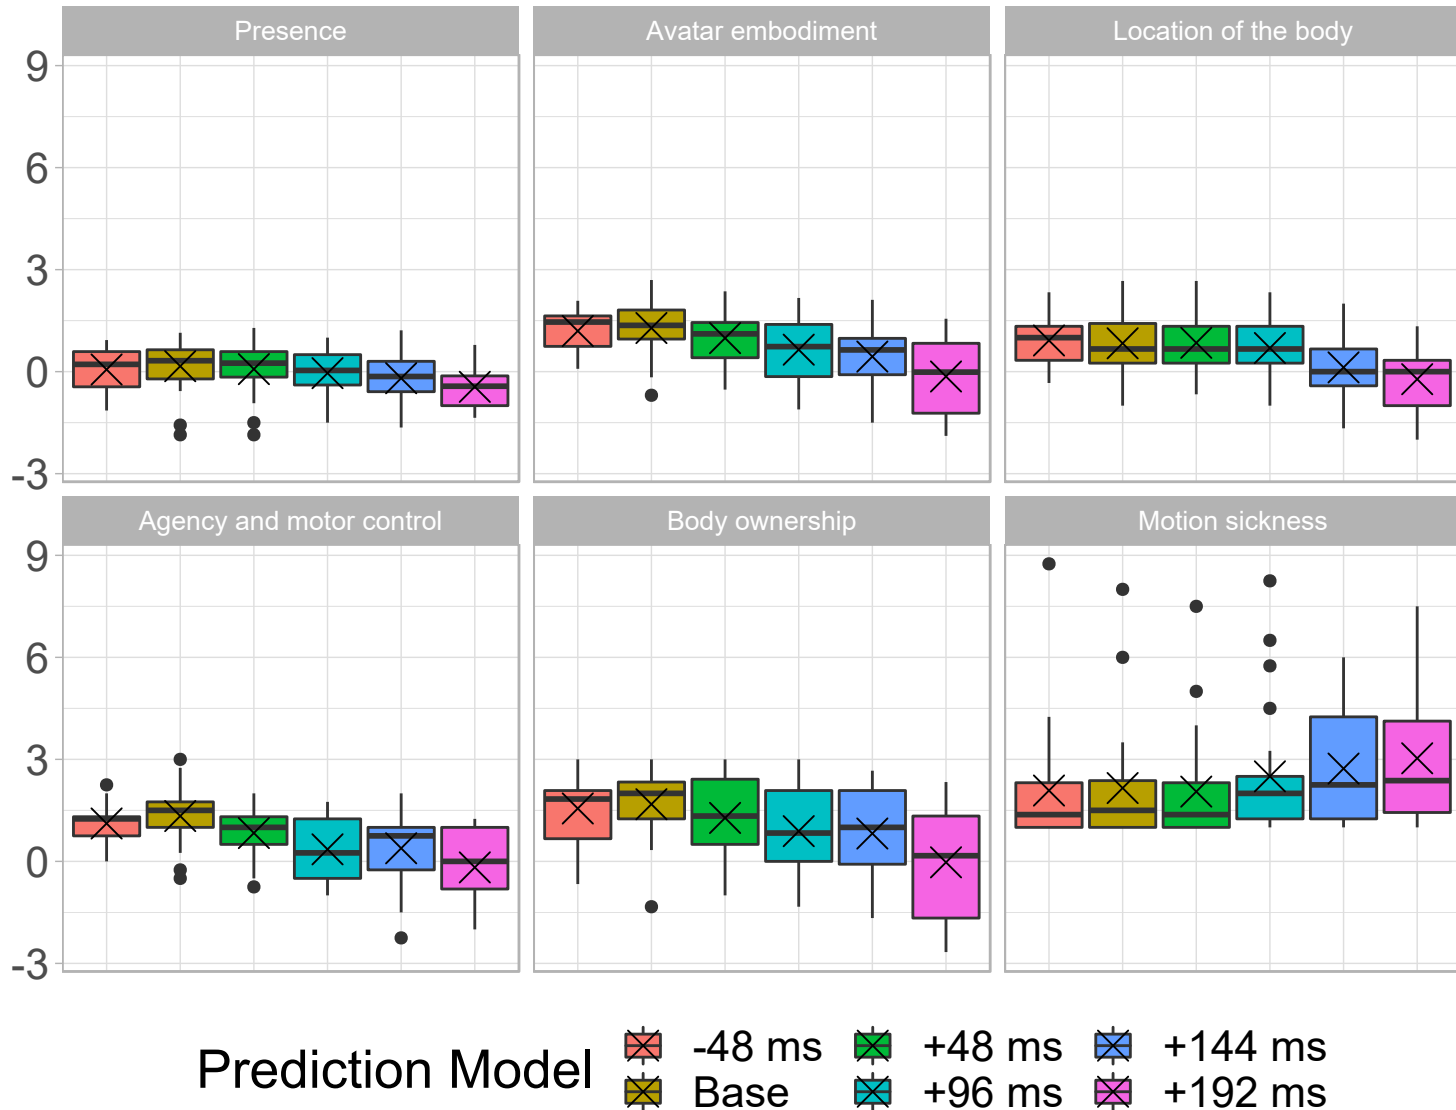 Presence Avatar embodiment Location of the body
9
6
3
0
-3
Agency and motor control Body ownership Motion sickness
9
6
3
0
-3
Prediction Model
-48 ms +48 ms +144 ms
Base +96 ms +192 ms